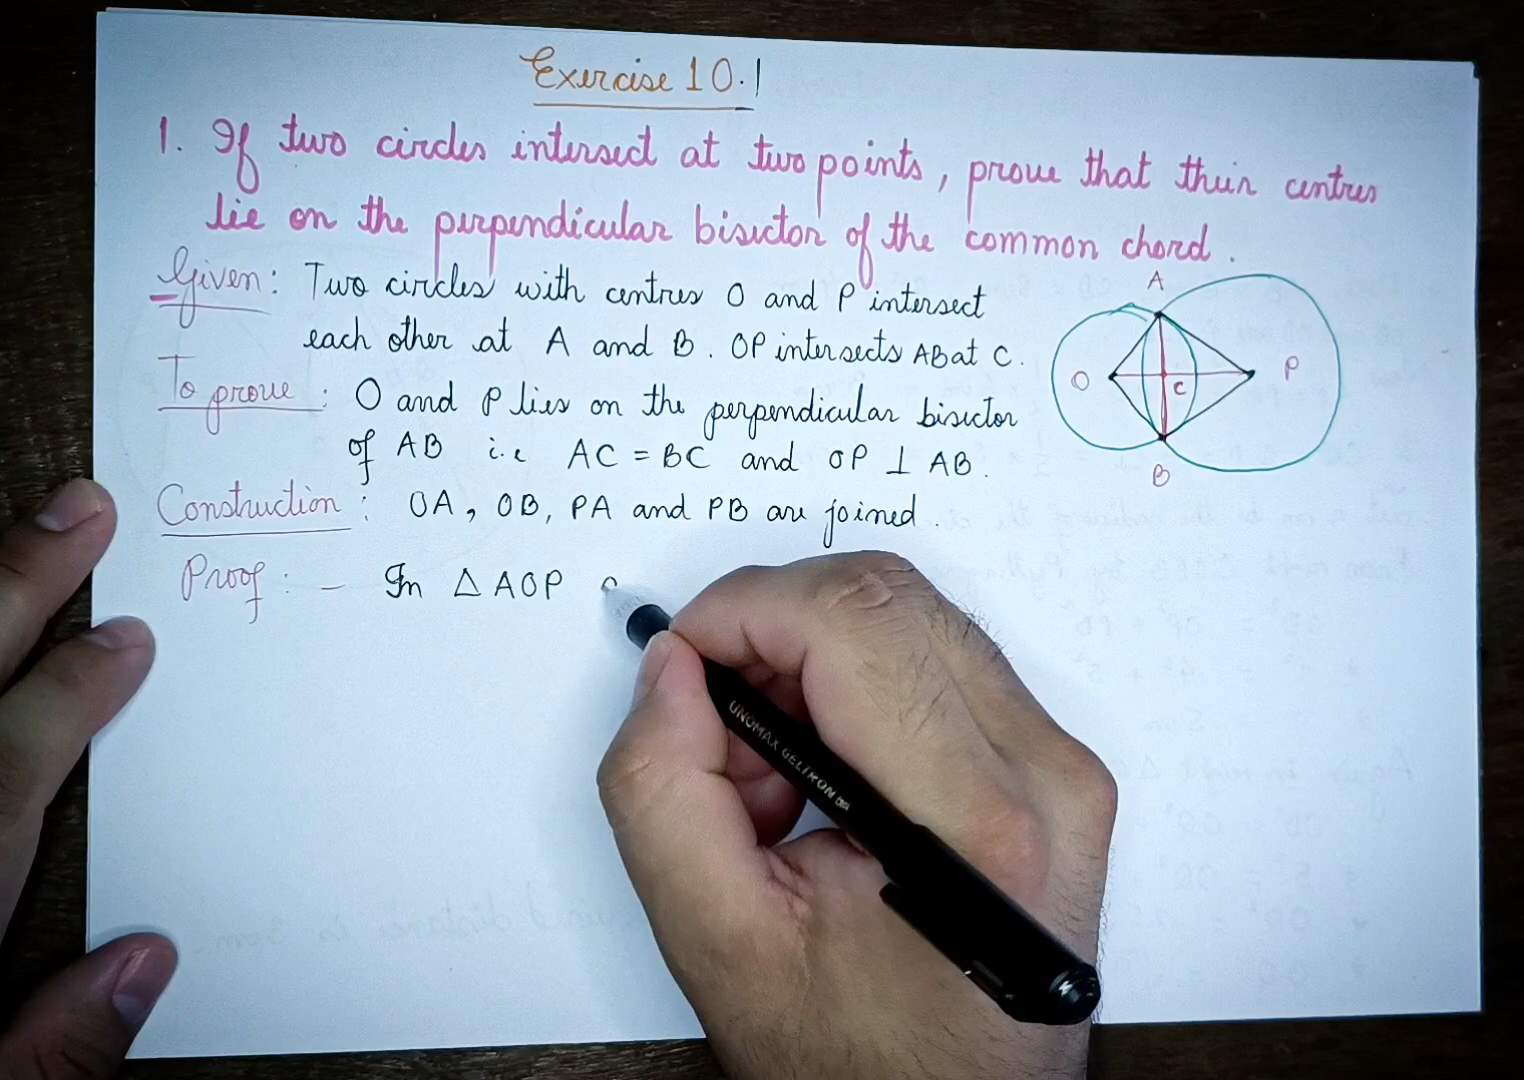 Exercise 10.1
1. If two circles intersect at two points, prove that their centres
lie on the perpendicular bisector of the common chord.
Given: Two circles with centres O and P intersect
each other at A and B. OP intersects AB at C.
To prove: O and P lies on the perpendicular bisector
of AB i.e AC = BC and OP ⊥ AB.
Construction: OA, OB, PA and PB are joined.
Proof: – In △AOP
A
O
C
P
B
UNOMAX GELTRON